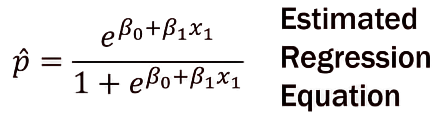 p̂ = e^(β₀+β₁x₁) / (1 + e^(β₀+β₁x₁))
Estimated
Regression
Equation